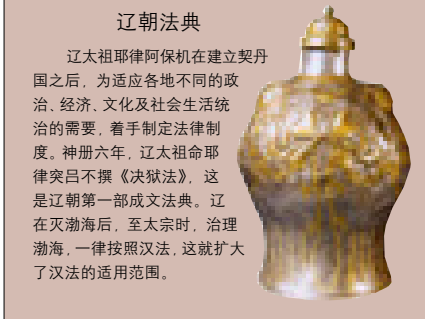 辽朝法典
辽太祖耶律阿保机在建立契丹
国之后，为适应各地不同的政
治、经济、文化及社会生活统
治的需要，着手制定法律制
度。神册六年，辽太祖命耶
律突吕不撰《决狱法》，这
是辽朝第一部成文法典。辽
在灭渤海后，至太宗时，治理
渤海，一律按照汉法，这就扩大
了汉法的适用范围。